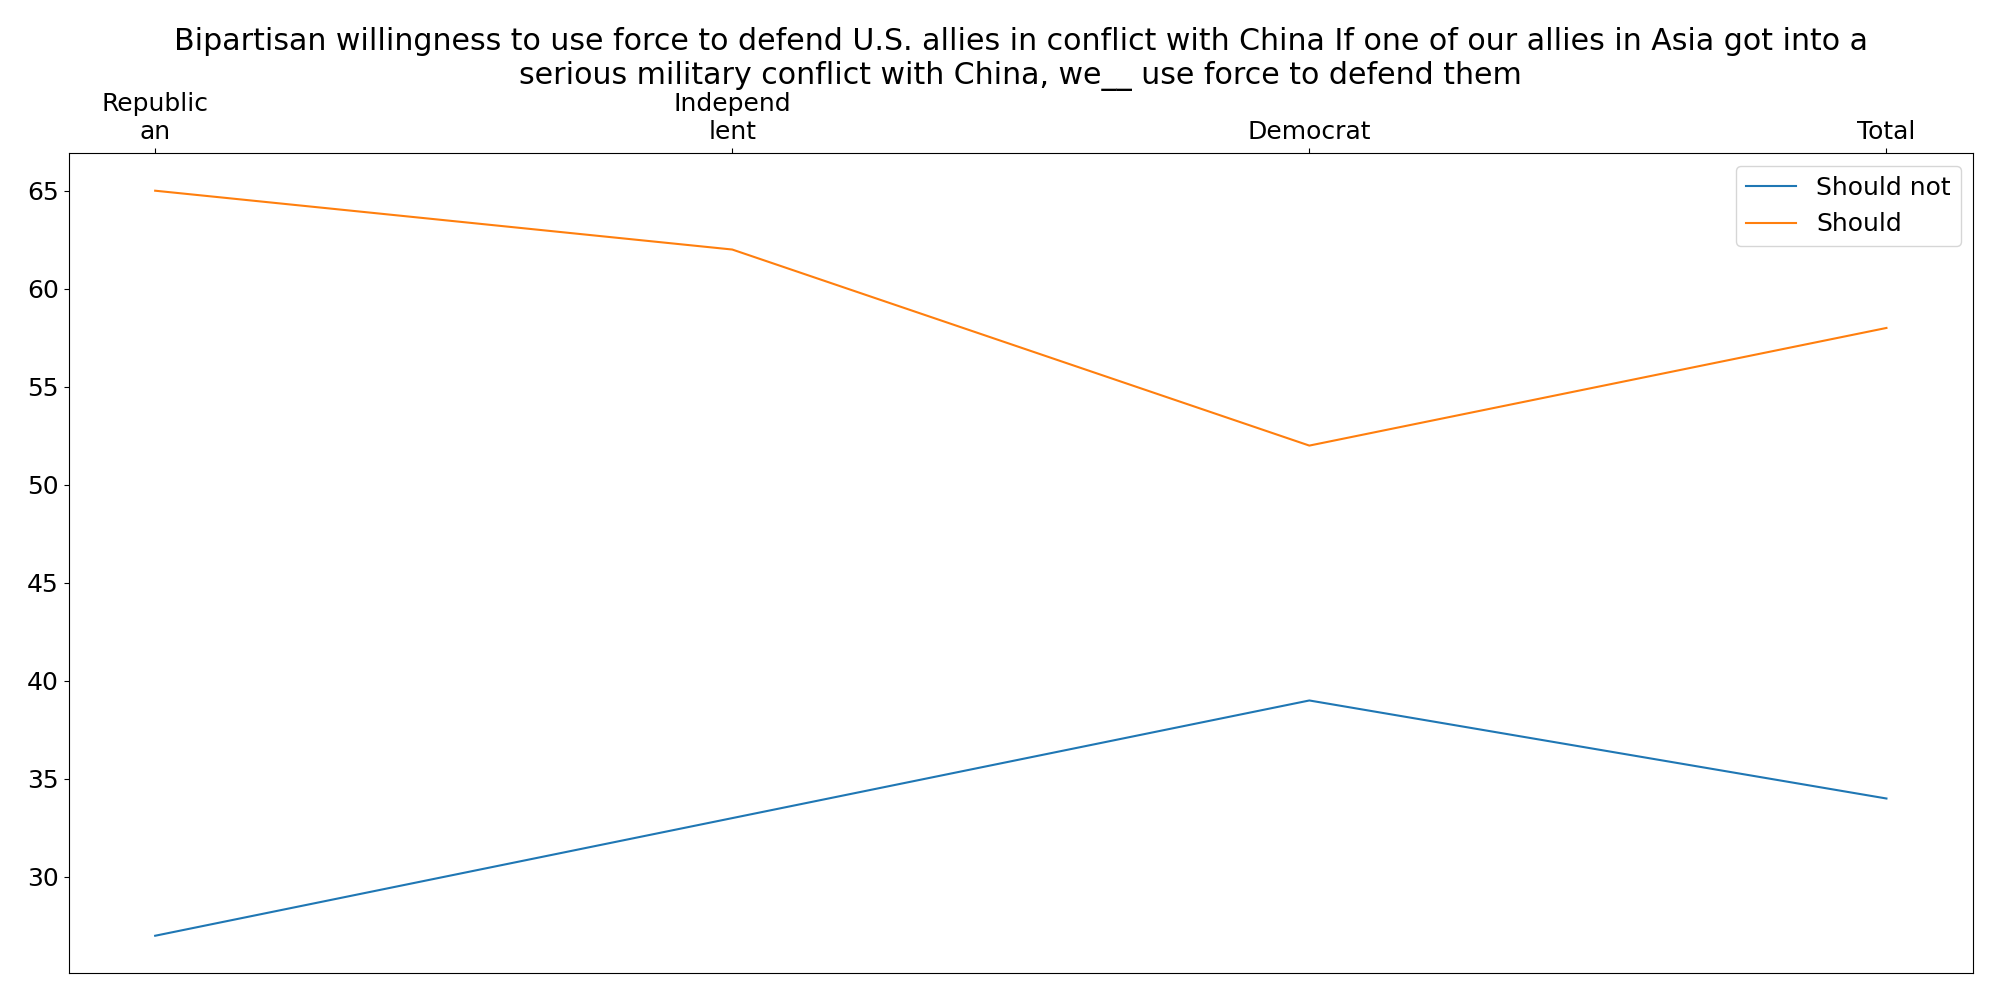 Bipartisan willingness to use force to defend U.S. allies in conflict with China If one of our allies in Asia got into a
serious military conflict with China, we__ use force to defend them
Republic
an
Independ
lent
Democrat
Total
65
60
55
50
45
40
35
30
Should not
Should